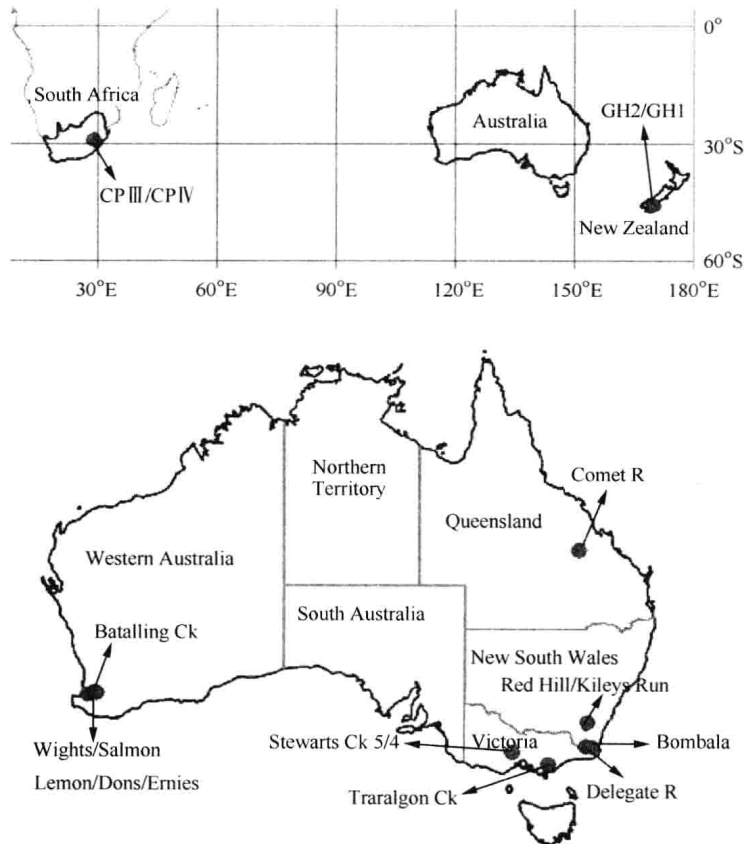 0°
South Africa
GH2/GH1
Australia
30°S
CPⅢ/CPⅣ
New Zealand
60°S
30°E 60°E 90°E 120°E 150°E 180°E
Northern
Territory
Comet R
Queensland
Western Australia
South Australia
Batalling Ck
New South Wales
Red Hill/Kileys Run
Wights/Salmon
Stewarts Ck 5/4
Victoria
Bombala
Lemon/Dons/Ernies
Traralgon Ck
Delegate R